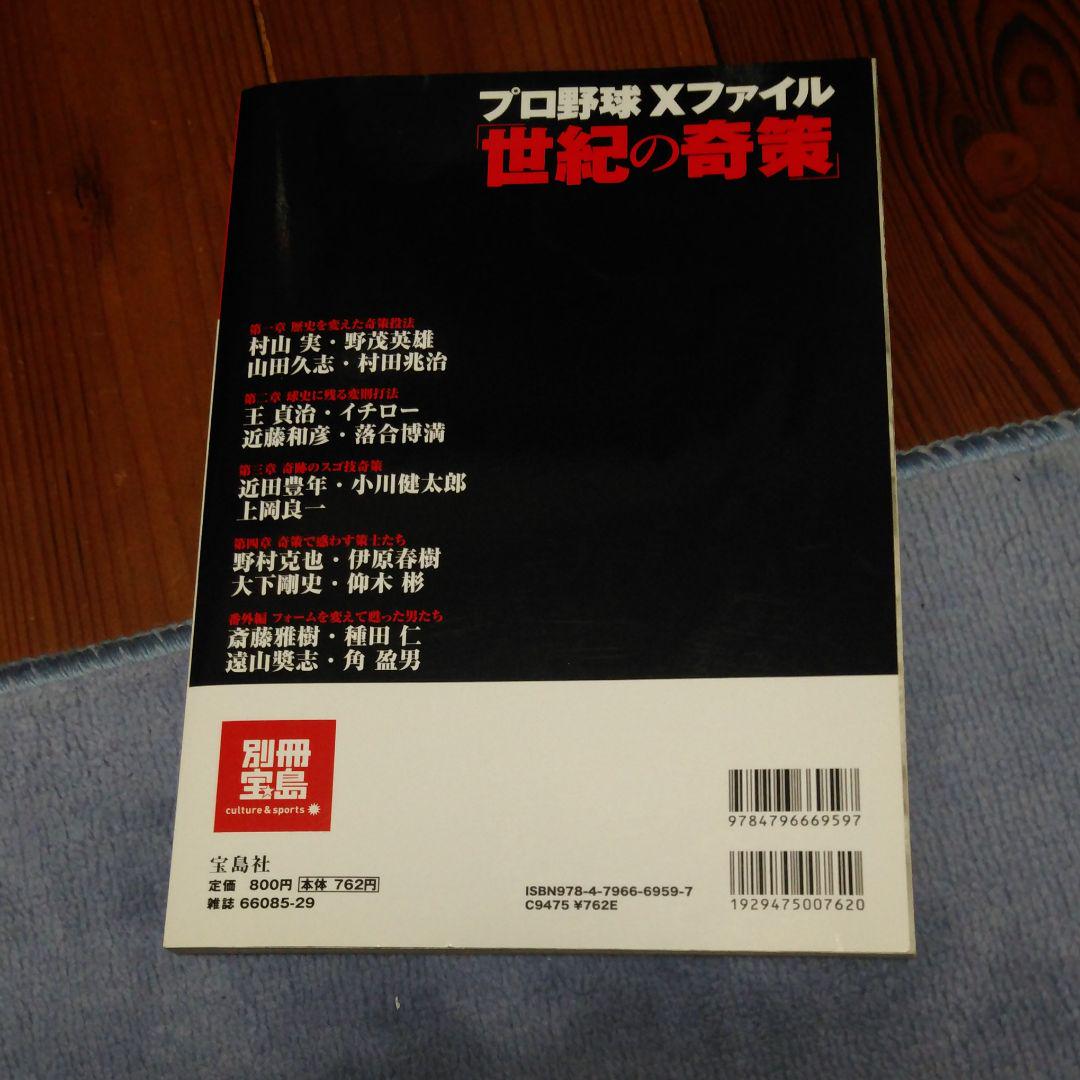 プロ野球Xファイル
「世紀の奇策」
第一章 歴史を変えた奇策投法
村山 実・野茂英雄
山田久志・村田兆治
第二章 球史に残る変則打法
王 貞治・イチロー
近藤和彦・落合博満
第三章 奇跡のスゴ技奇策
近田豊年・小川健太郎
上岡良一
第四章 奇策で惑わす策士たち
野村克也・伊原春樹
大下剛史・仰木 彬
番外編 フォームを変えて甦った男たち
斎藤雅樹・種田 仁
遠山奬志・角 盈男
別冊
宝島
culture & sports
宝島社
定価 800円 本体 762円
雑誌 66085-29
9784796669597
ISBN978-4-7966-6959-7
C9475 ¥762E
1929475007620